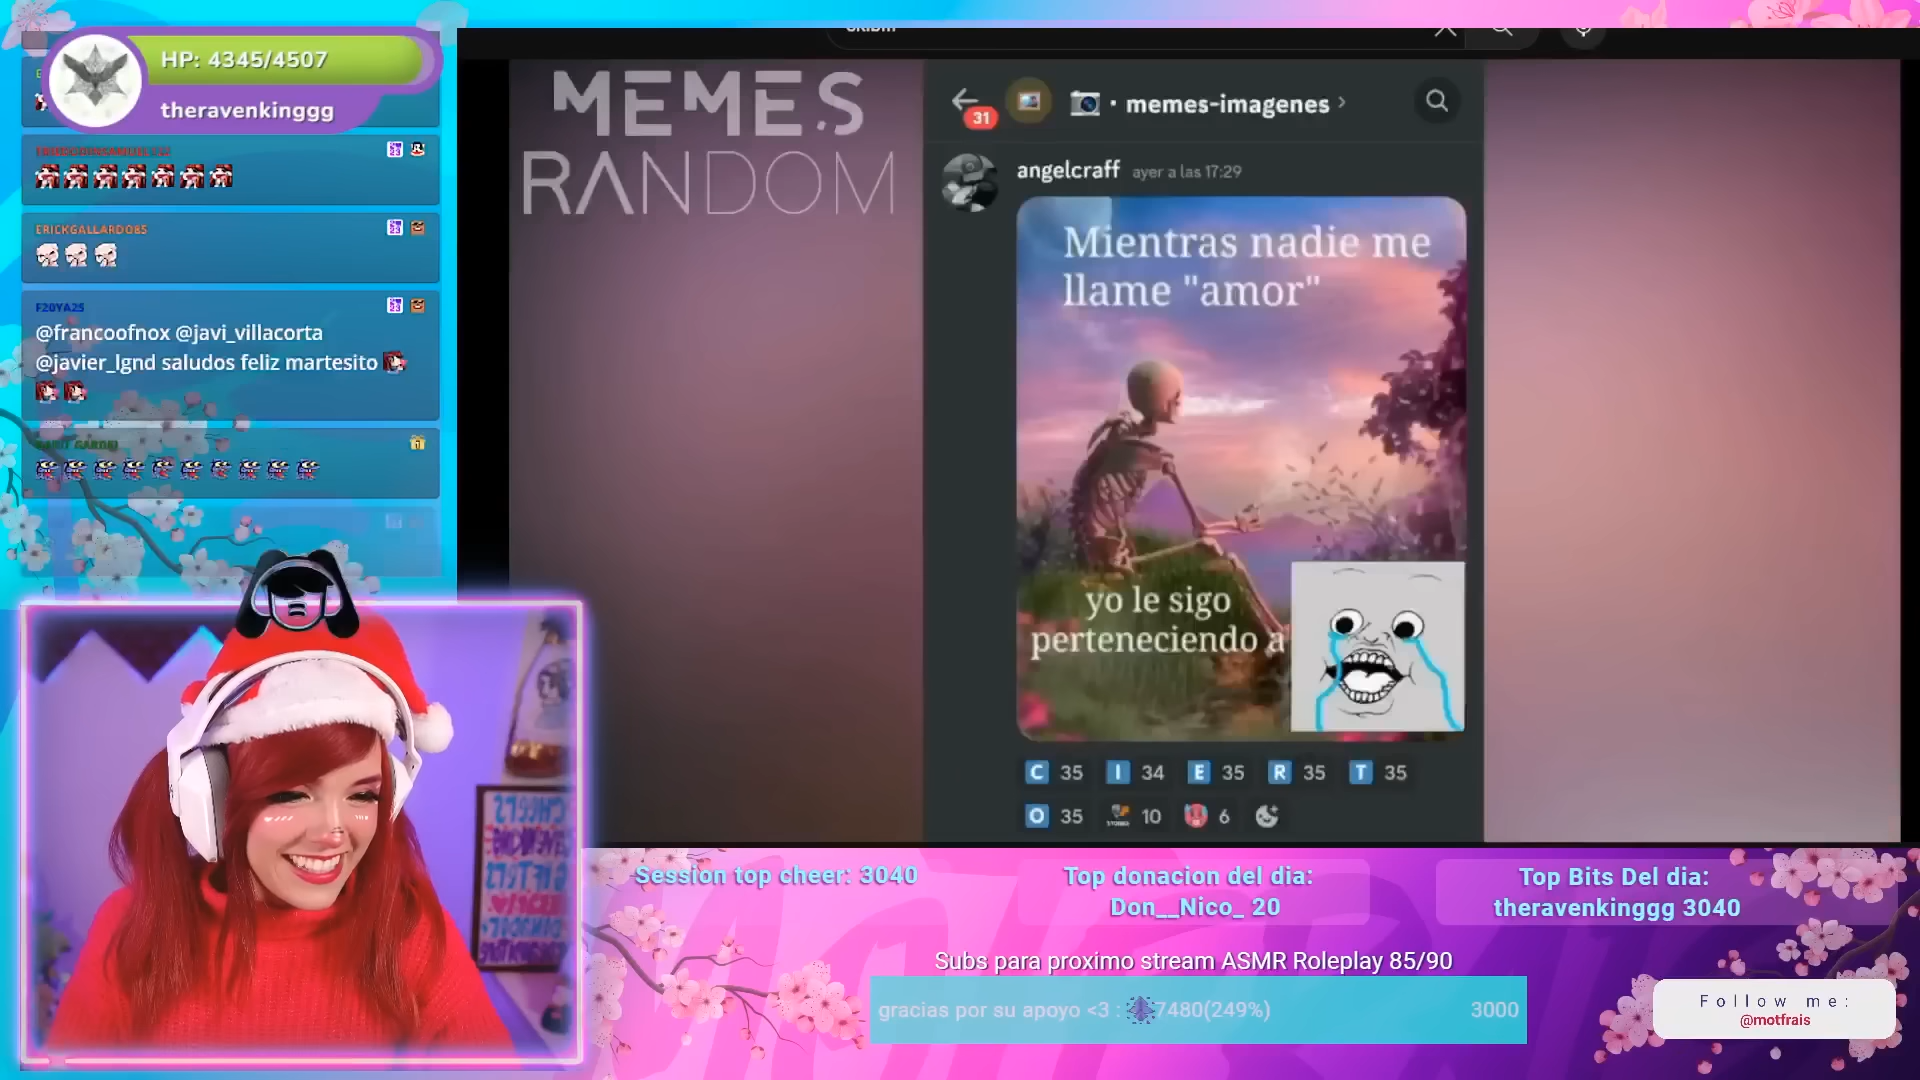 HP: 4345/4507
theravenkinggg
ERICKGALLARDO85
F20YA25
@francoofnox @javi_villacorta
@javier_lgnd saludos feliz martesito
MEMES
RANDOM
31
memes-imagenes
angelcraff ayer a las 17:29
Mientras nadie me
llame "amor"
yo le sigo
perteneciendo a
C 35 I 34 E 35 R 35 T 35
O 35 10 6
Session top cheer: 3040
Top donacion del dia:
Don__Nico_ 20
Top Bits Del dia:
theravenkinggg 3040
Subs para proximo stream ASMR Roleplay 85/90
gracias por su apoyo <3 : 7480(249%) 3000
Follow me:
@motfrais